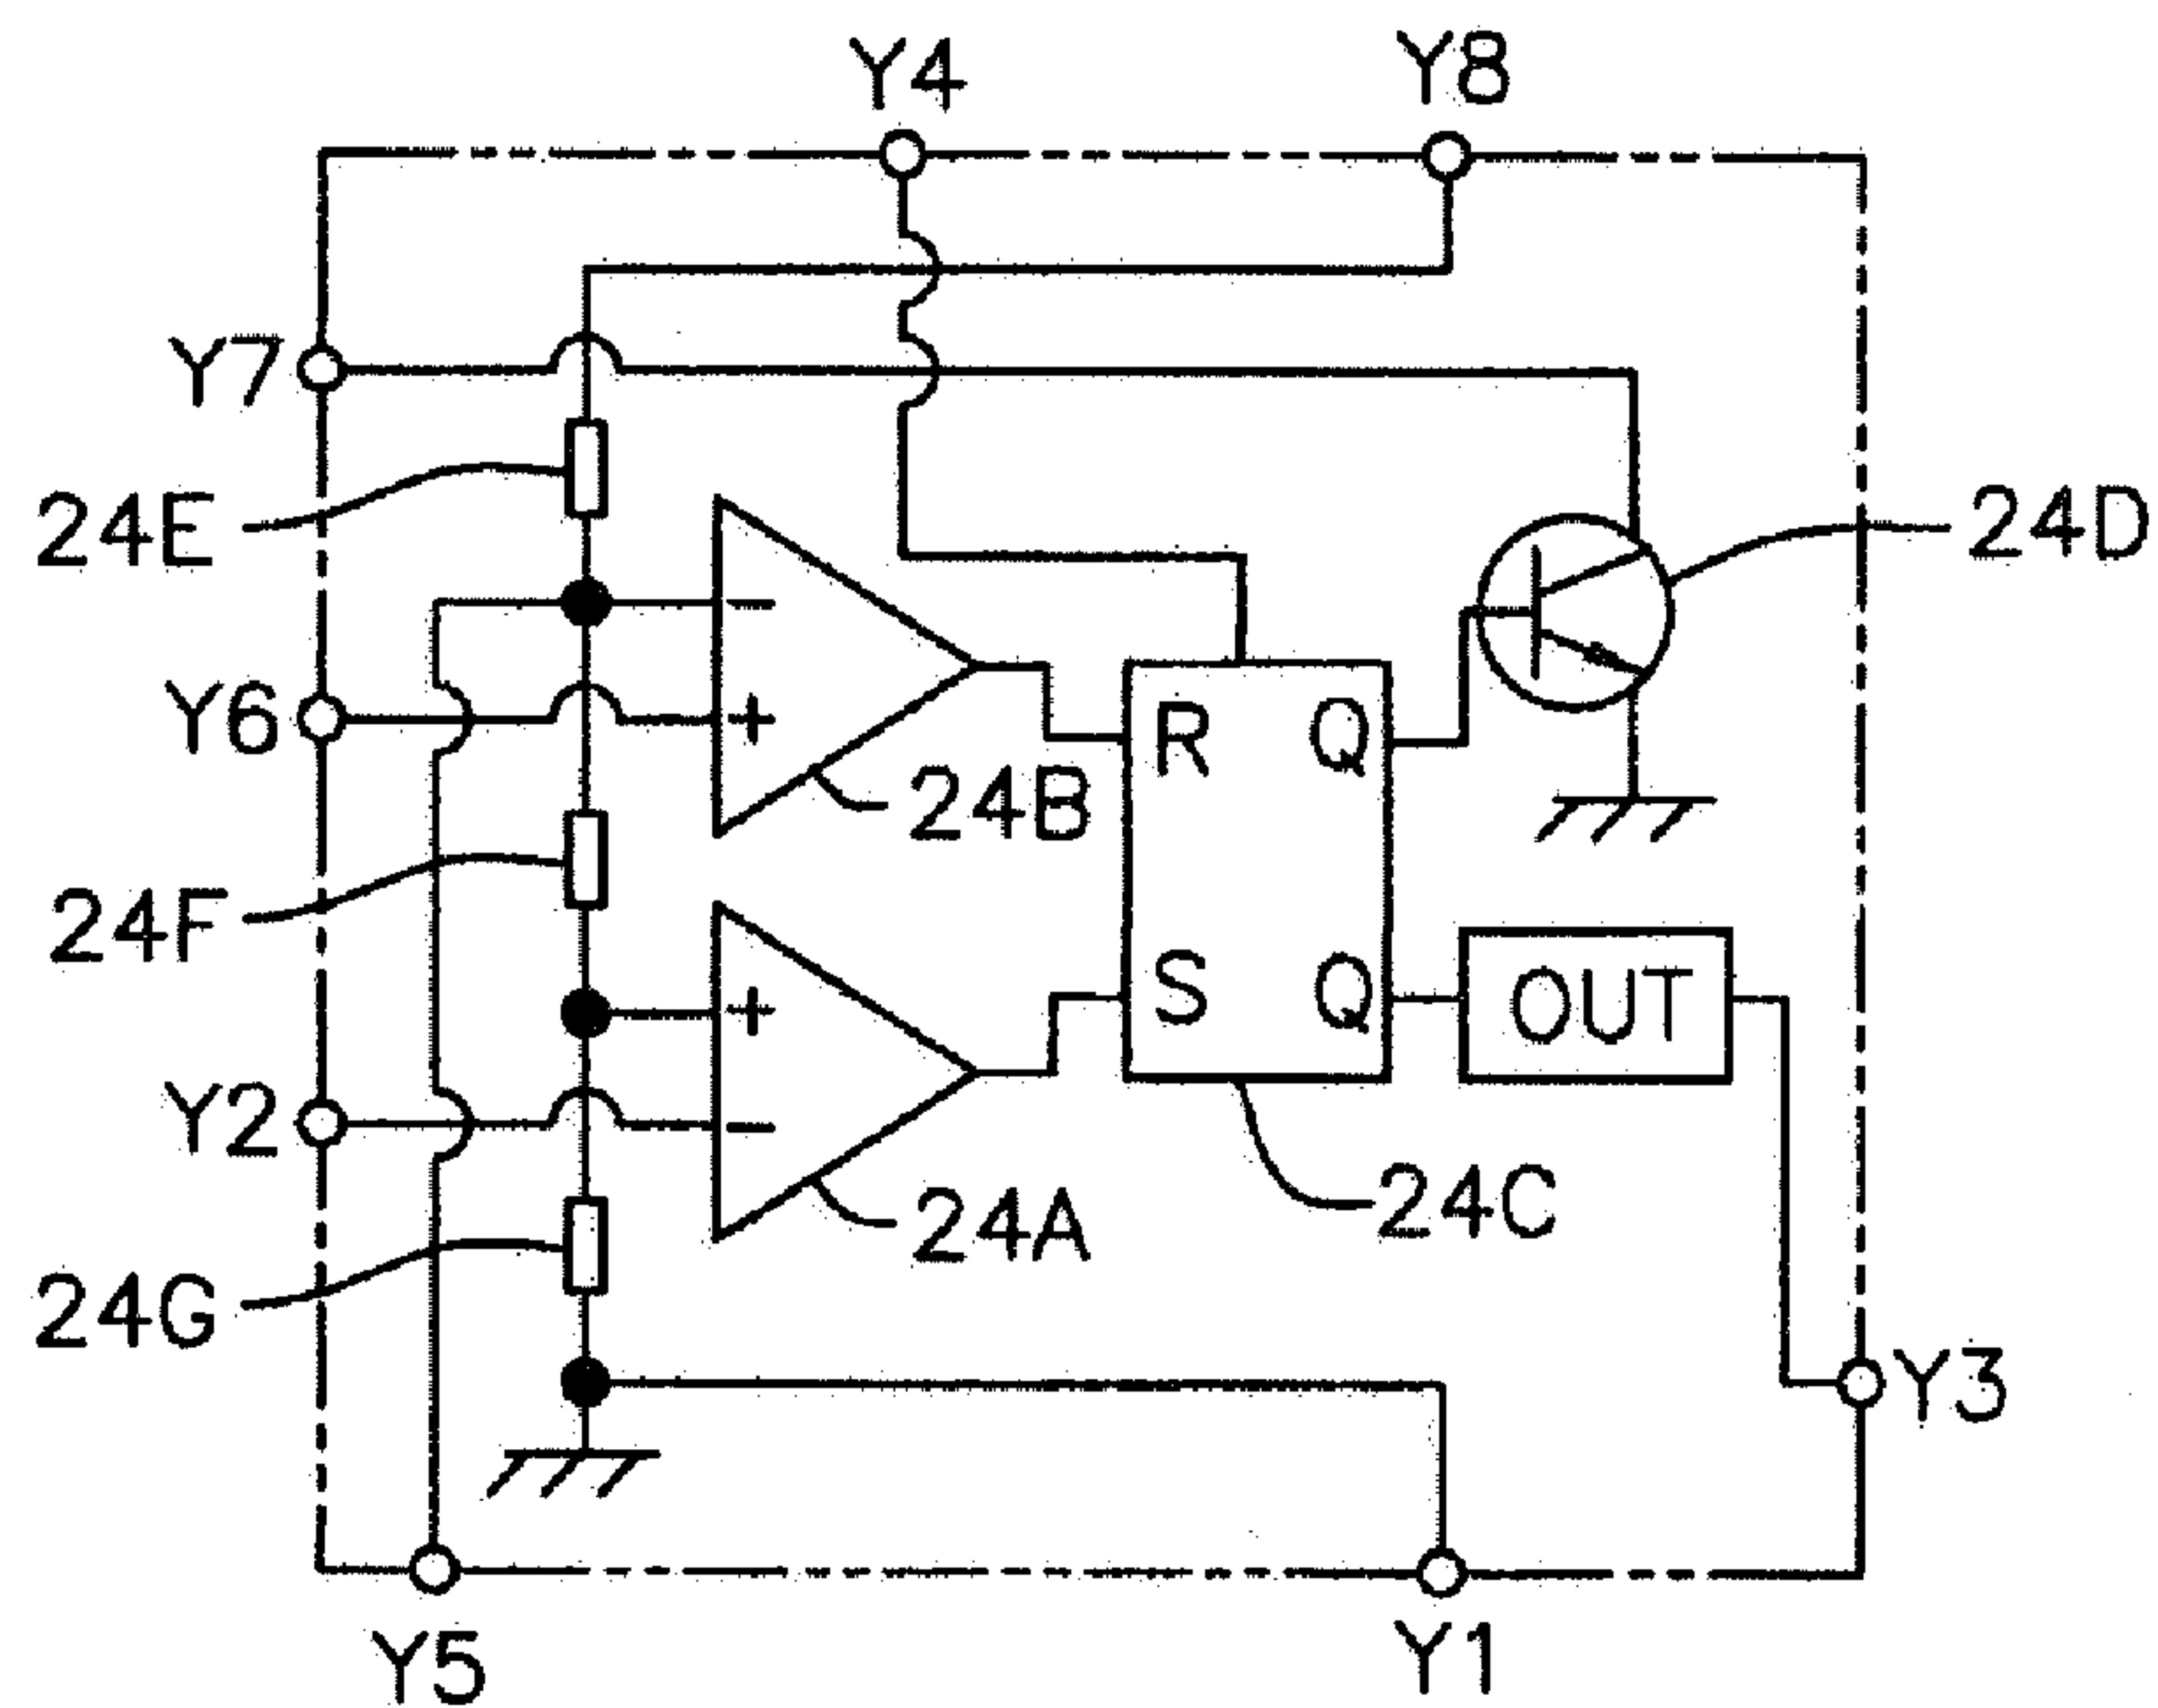 Y4 Y8
Y7
24E 24D
−
Y6 + R Q
24B
24F
S Q OUT
+
Y2 −
24A 24C
24G
Y3
Y5 Y1